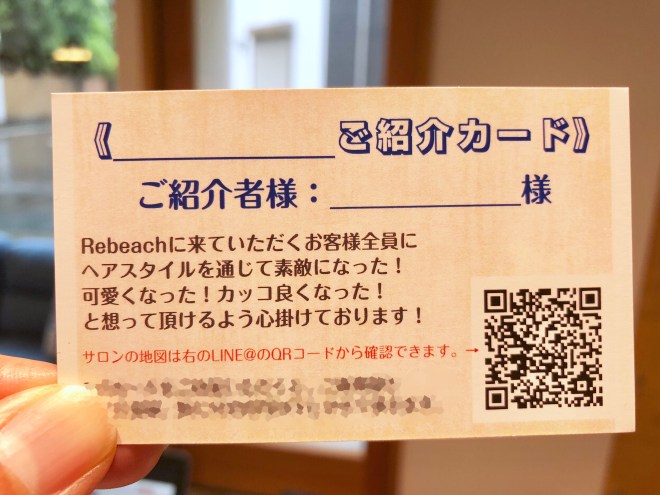 《＿＿＿＿＿＿＿＿ご紹介カード》
ご紹介者様：＿＿＿＿＿＿＿様
Rebeachに来ていただくお客様全員に
ヘアスタイルを通じて素敵になった！
可愛くなった！カッコ良くなった！
と想って頂けるよう心掛けております！
サロンの地図は右のLINE@のQRコードから確認できます。→